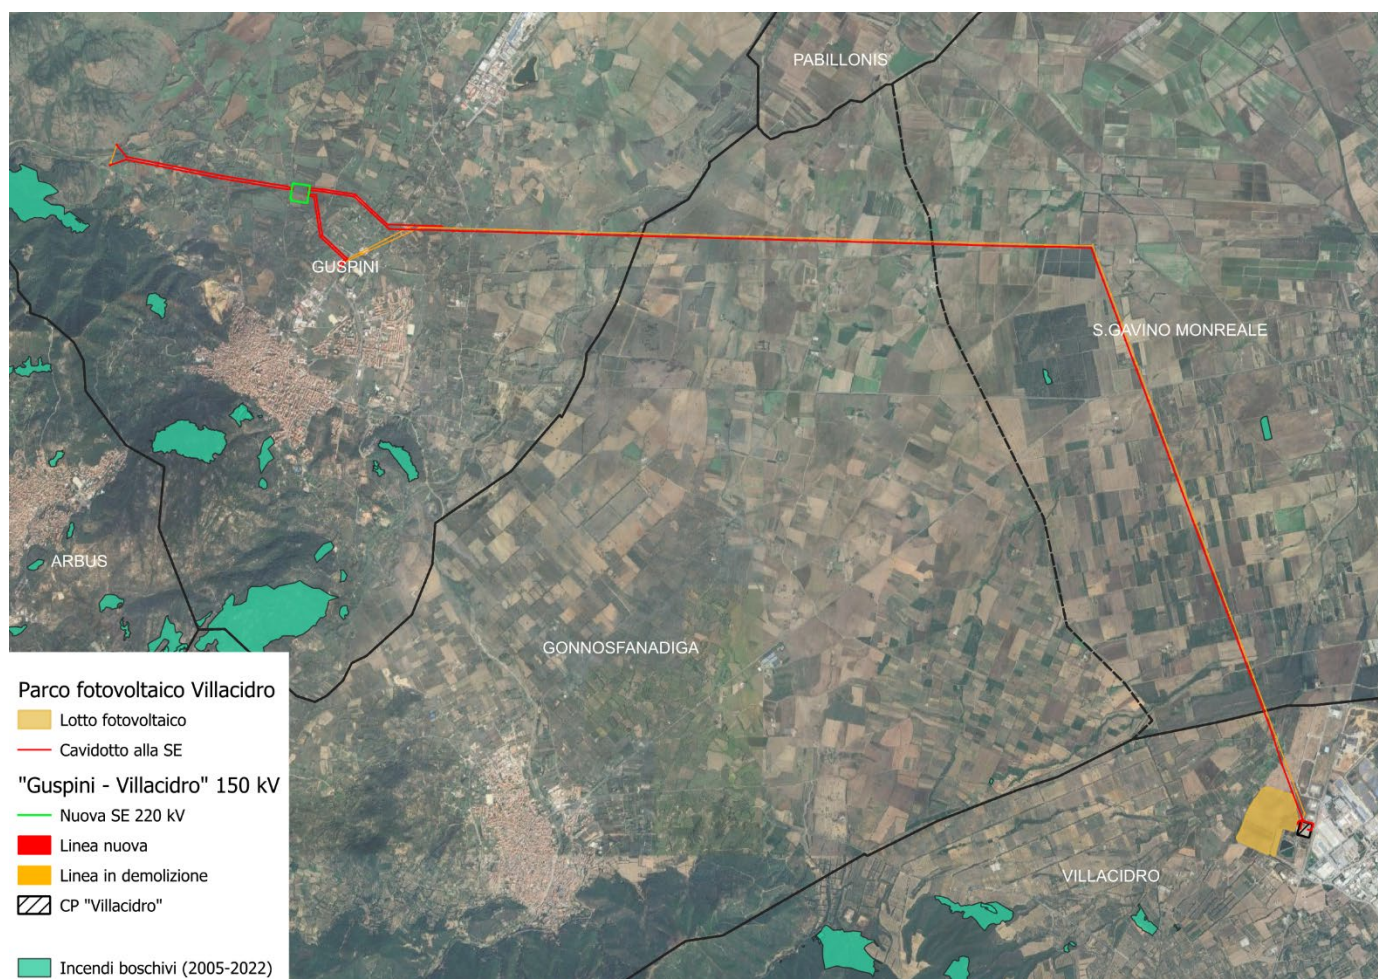 PABILLONIS
GUSPINI
S.GAVINO MONREALE
ARBUS
GONNOSFANADIGA
VILLACIDRO
Parco fotovoltaico Villacidro
Lotto fotovoltaico
Cavidotto alla SE
"Guspini - Villacidro" 150 kV
Nuova SE 220 kV
Linea nuova
Linea in demolizione
CP "Villacidro"
Incendi boschivi (2005-2022)